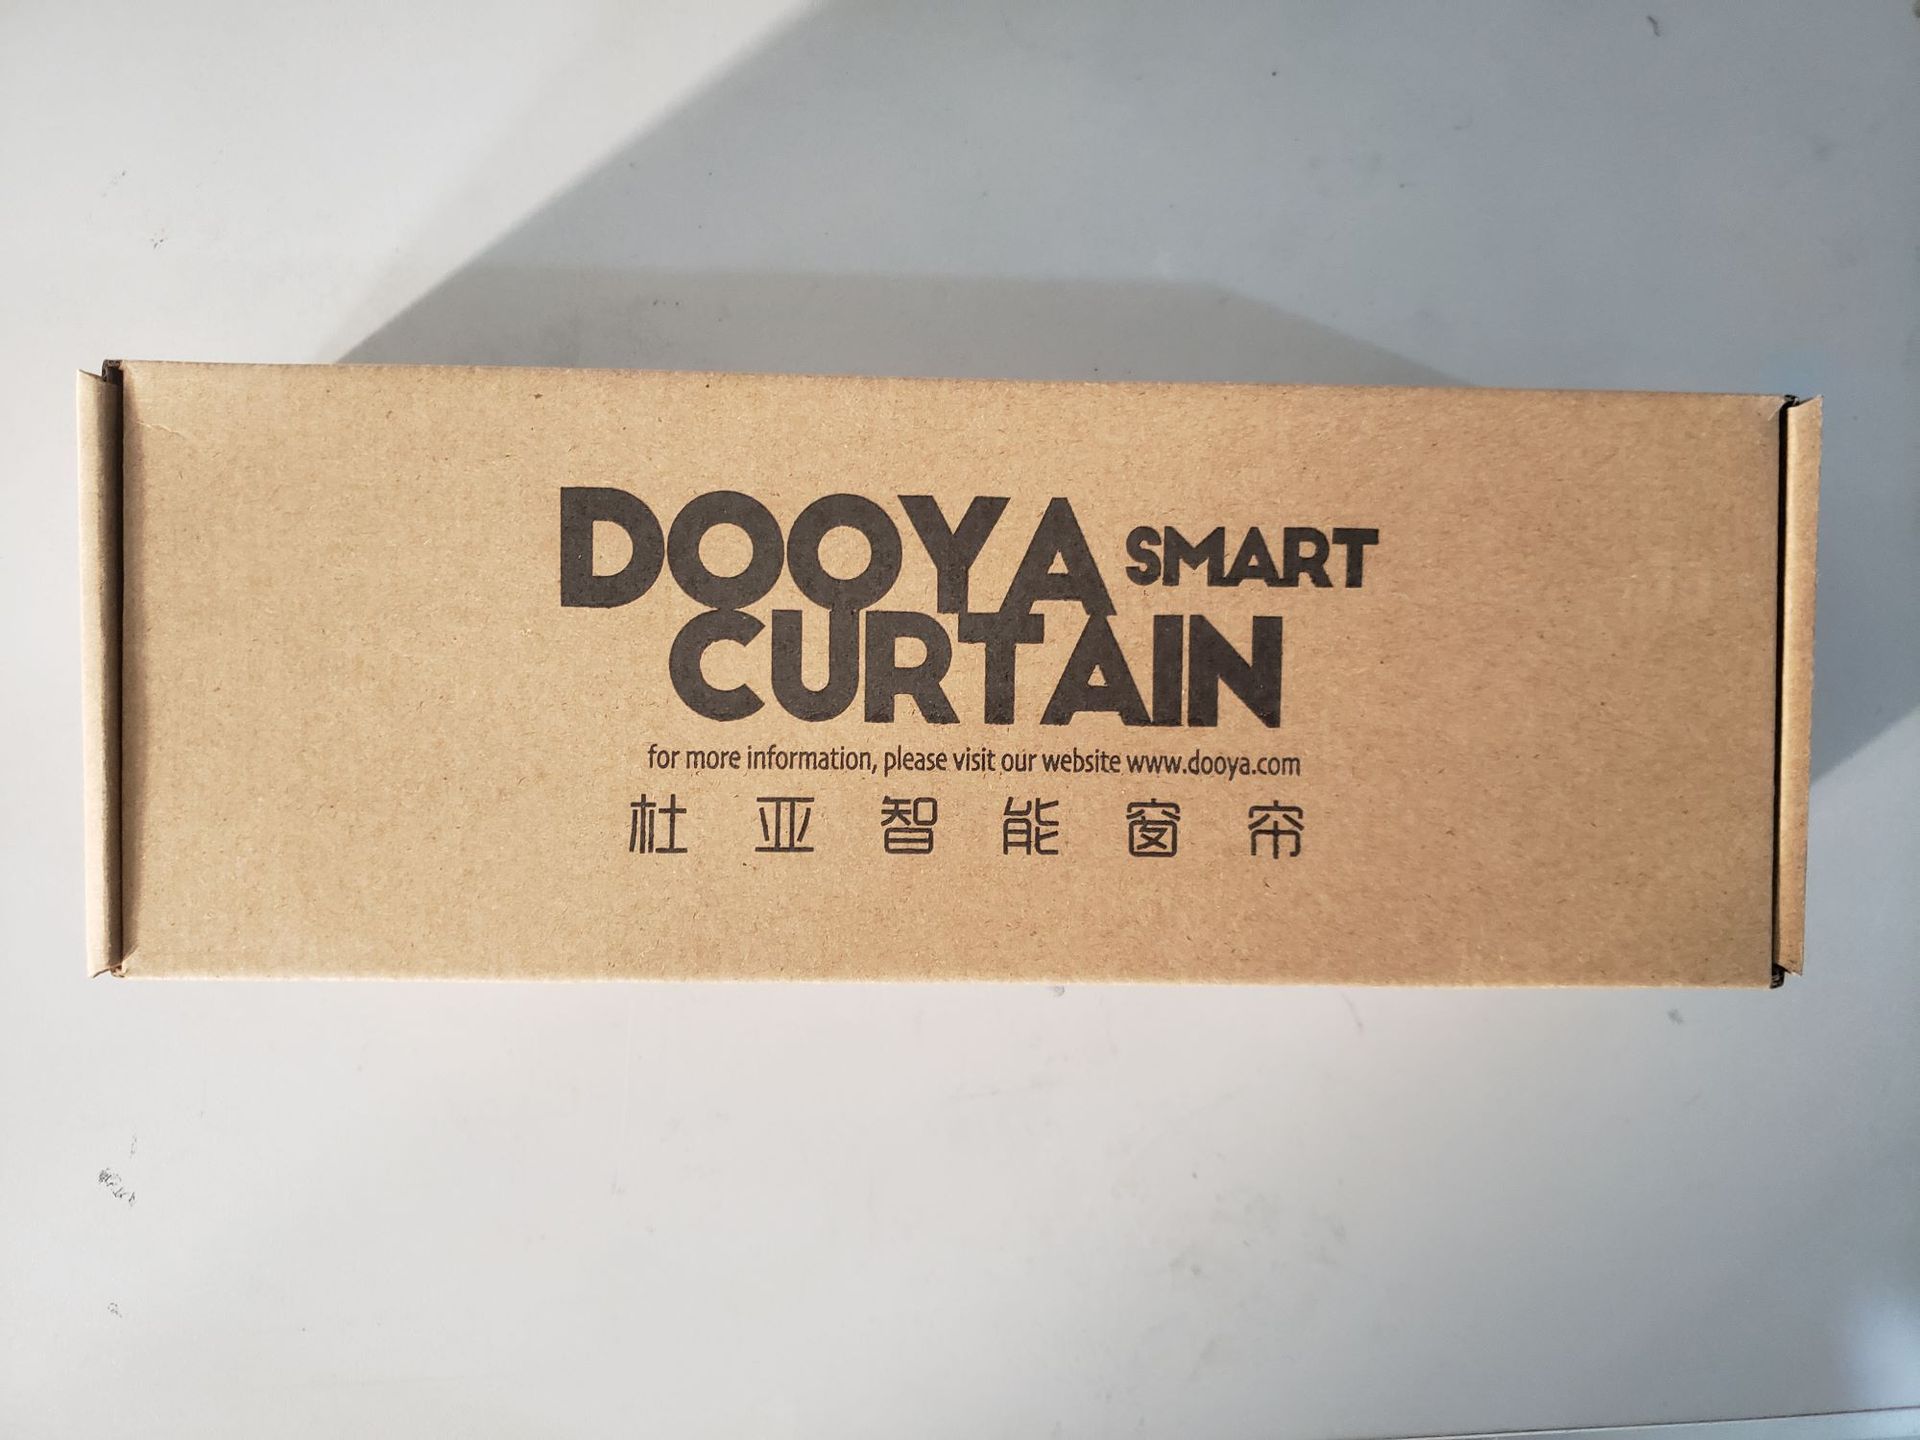 DOOYA SMART
CURTAIN
for more information, please visit our website www.dooya.com
杜亚智能窗帘